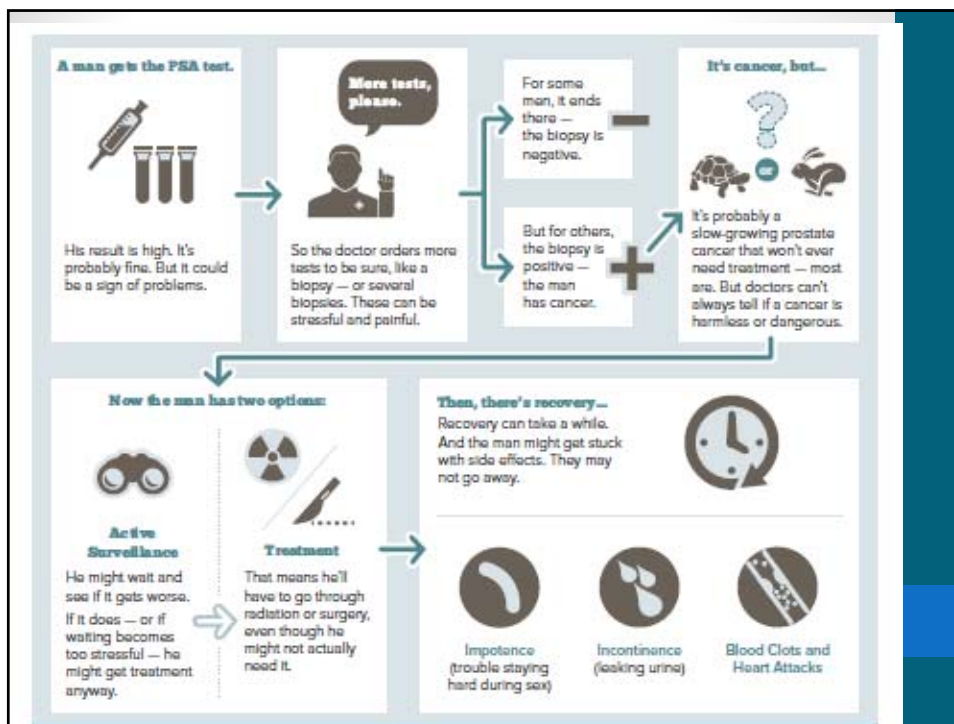 A man gets the PSA test.
His result is high. It's
probably fine. But it could
be a sign of problems.
More tests,
please.
So the doctor orders more
tests to be sure, like a
biopsy — or several
biopsies. These can be
stressful and painful.
For some
men, it ends
there —
the biopsy is
negative.
But for others,
the biopsy is
positive —
the man
has cancer.
It's cancer, but...
or
It's probably a
slow-growing prostate
cancer that won't ever
need treatment — most
are. But doctors can't
always tell if a cancer is
harmless or dangerous.
Now the man has two options:
Active
Surveillance
He might wait and
see if it gets worse.
If it does — or if
waiting becomes
too stressful — he
might get treatment
anyway.
Treatment
That means he'll
have to go through
radiation or surgery,
even though he
might not actually
need it.
Then, there's recovery...
Recovery can take a while.
And the man might get stuck
with side effects. They may
not go away.
Impotence
(trouble staying
hard during sex)
Incontinence
(leaking urine)
Blood Clots and
Heart Attacks